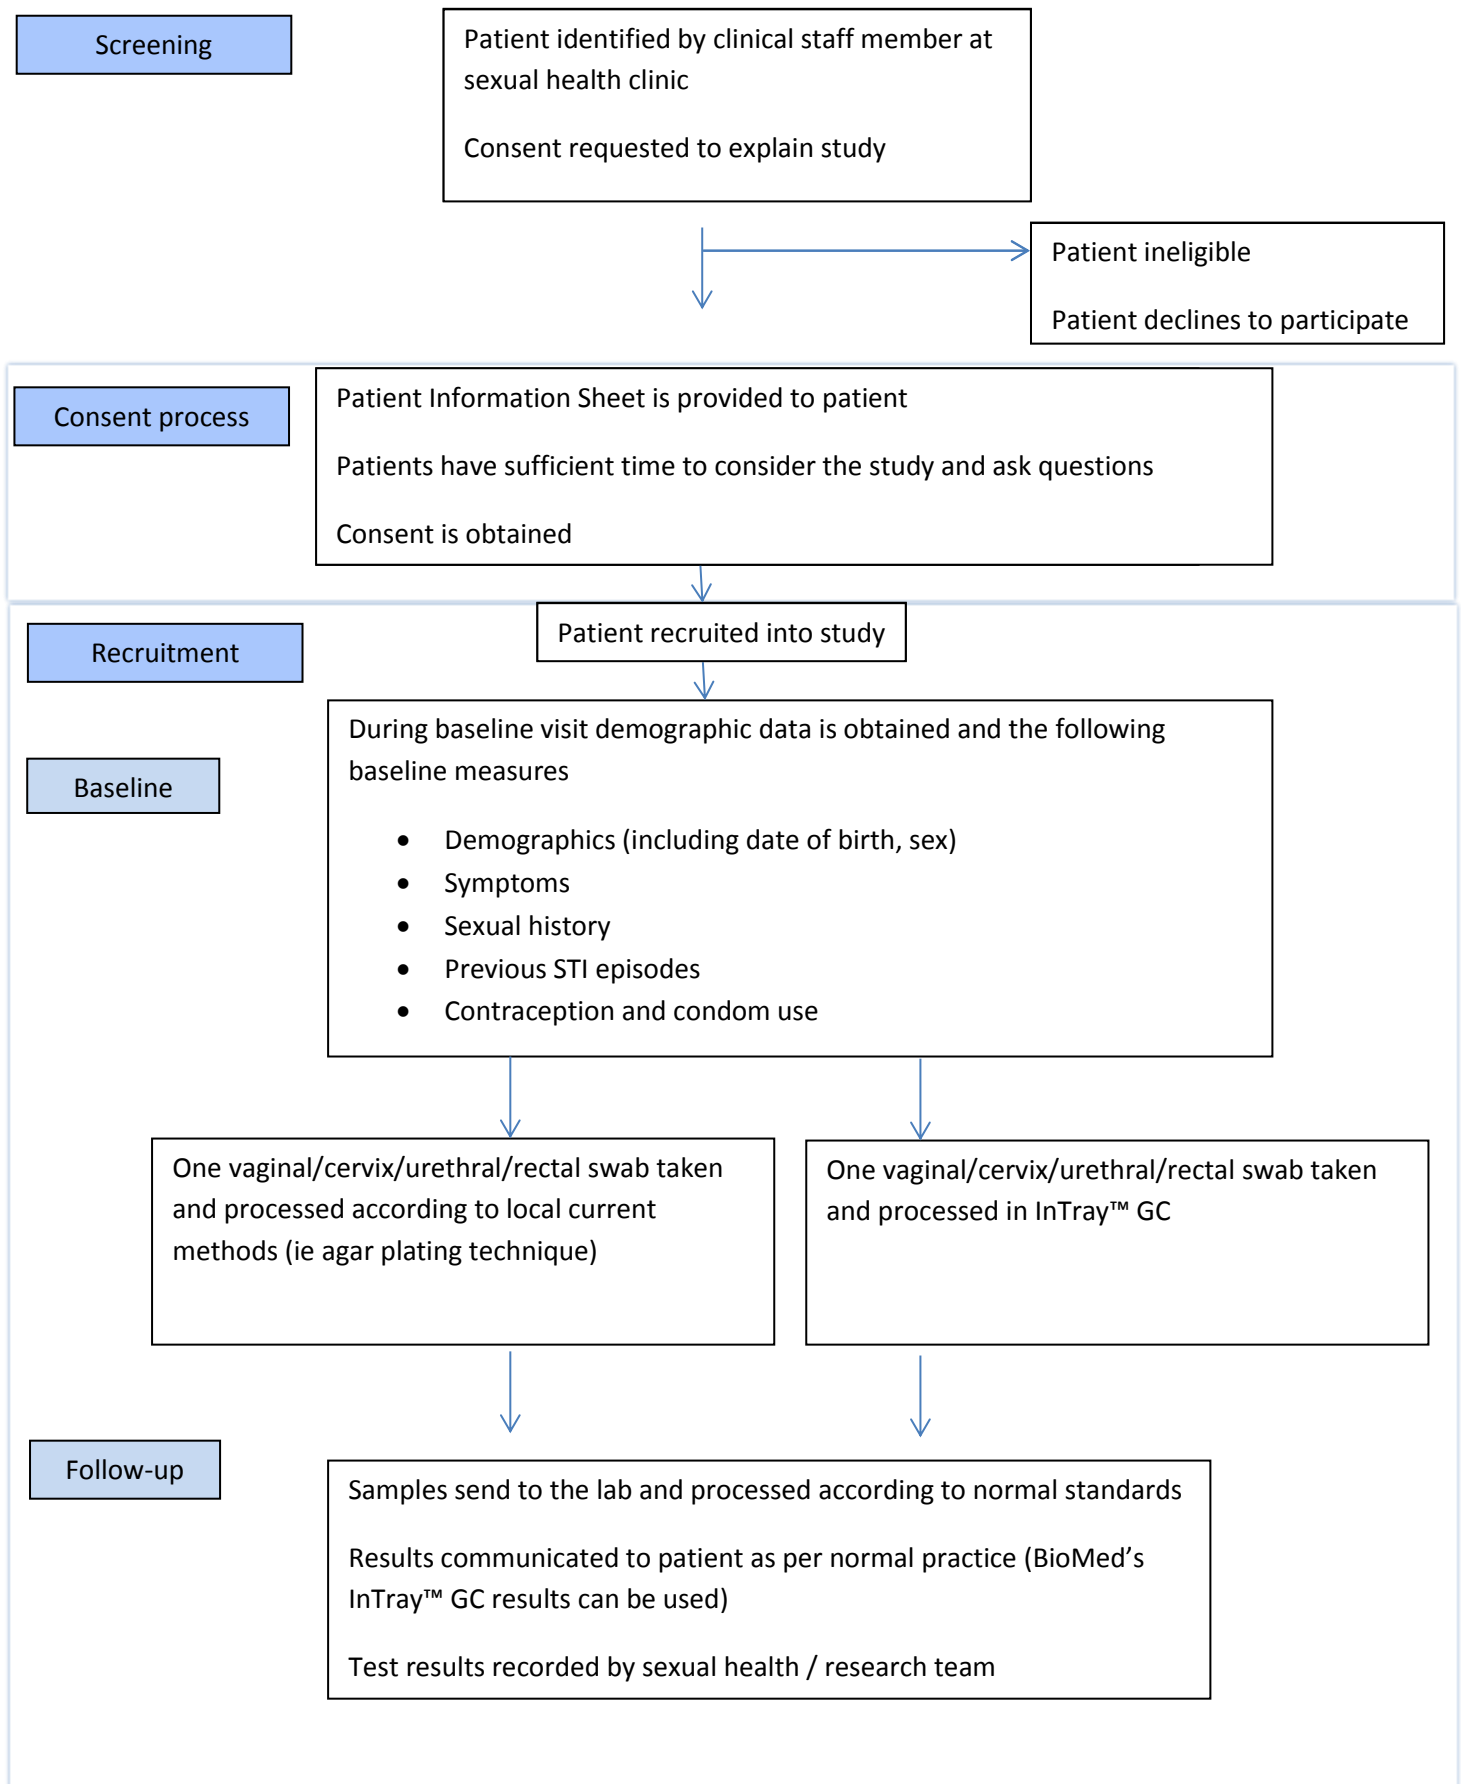 Screening
Patient identified by clinical staff member at
sexual health clinic
Consent requested to explain study
Patient ineligible
Patient declines to participate
Consent process
Patient Information Sheet is provided to patient
Patients have sufficient time to consider the study and ask questions
Consent is obtained
Recruitment
Patient recruited into study
Baseline
During baseline visit demographic data is obtained and the following
baseline measures
• Demographics (including date of birth, sex)
• Symptoms
• Sexual history
• Previous STI episodes
• Contraception and condom use
One vaginal/cervix/urethral/rectal swab taken
and processed according to local current
methods (ie agar plating technique)
One vaginal/cervix/urethral/rectal swab taken
and processed in InTray™ GC
Follow-up
Samples send to the lab and processed according to normal standards
Results communicated to patient as per normal practice (BioMed’s
InTray™ GC results can be used)
Test results recorded by sexual health / research team